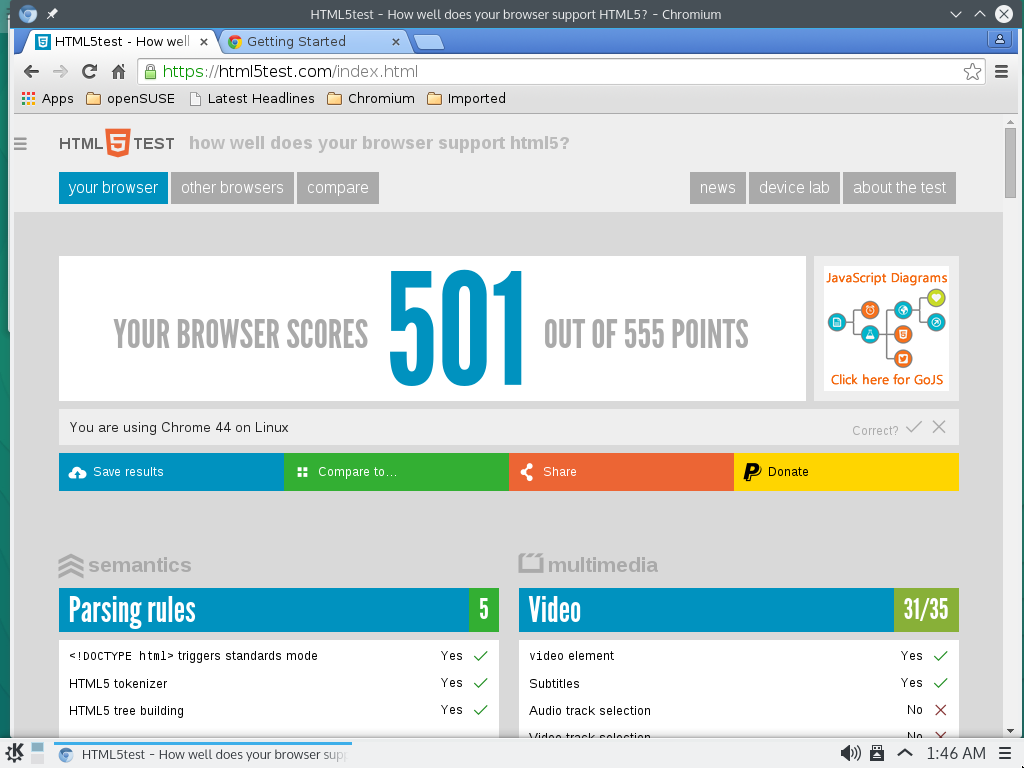 HTML5test - How well does your browser support HTML5? - Chromium
HTML5test - How well
Getting Started
https://html5test.com/index.html
Apps openSUSE Latest Headlines Chromium Imported
HTML 5 TEST how well does your browser support html5?
your browser other browsers compare news device lab about the test
YOUR BROWSER SCORES 501 OUT OF 555 POINTS
JavaScript Diagrams
Click here for GoJS
You are using Chrome 44 on Linux Correct?
Save results Compare to... Share Donate
semantics
Parsing rules 5
<!DOCTYPE html> triggers standards mode Yes
HTML5 tokenizer Yes
HTML5 tree building Yes
multimedia
Video 31/35
video element Yes
Subtitles Yes
Audio track selection No
Video track selection No
HTML5test - How well does your browser supp
1:46 AM